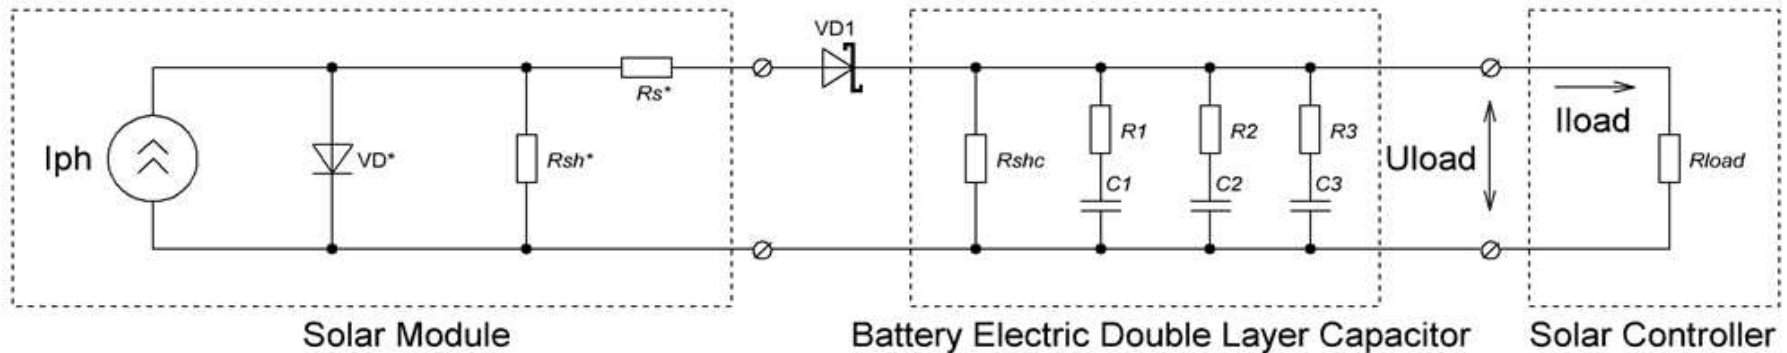 VD1
Rs*
Iph
VD*
Rsh*
Rshc
R1
R2
R3
C1
C2
C3
Uload
Iload
Rload
Solar Module
Battery Electric Double Layer Capacitor
Solar Controller